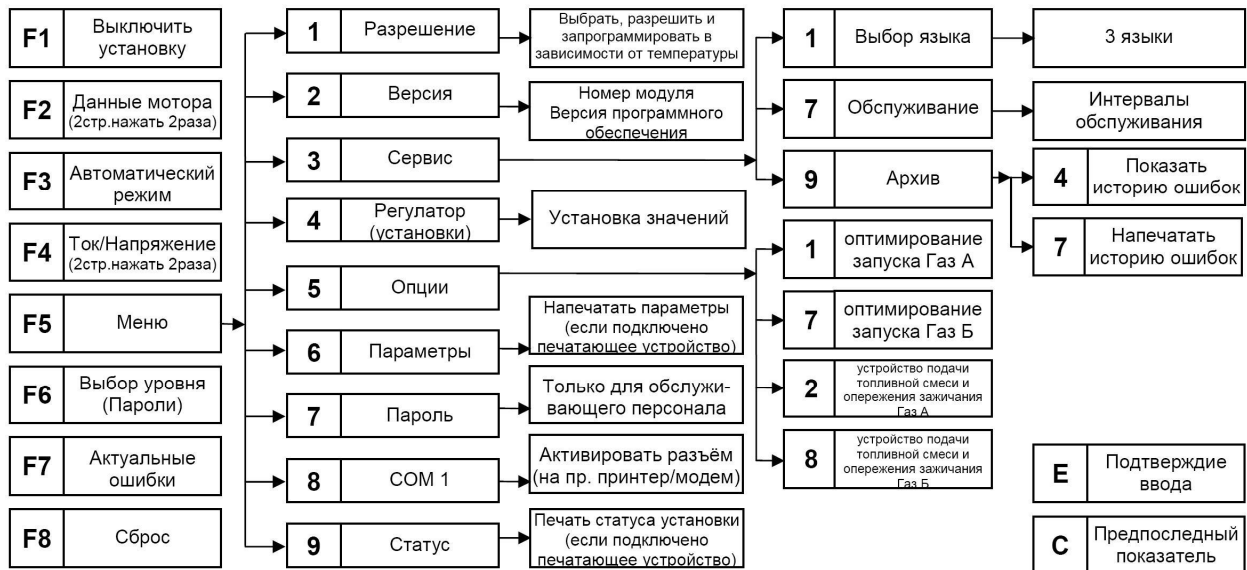 F1
Выключить
установку
F2
Данные мотора
(2стр.нажать 2раза)
F3
Автоматический
режим
F4
Ток/Напряжение
(2стр.нажать 2раза)
F5
Меню
F6
Выбор уровня
(Пароли)
F7
Актуальные
ошибки
F8
Сброс
1
Разрешение
Выбрать, разрешить и
запрограммировать в
зависимости от температуры
2
Версия
Номер модуля
Версия программного
обеспечения
3
Сервис
4
Регулатор
(установки)
Установка значений
5
Опции
6
Параметры
Напечатать параметры
(если подключено
печатающее устройство)
7
Пароль
Только для обслужи-
вающего персонала
8
COM 1
Активировать разъём
(на пр. принтер/модем)
9
Статус
Печать статуса установки
(если подключено
печатающее устройство)
1
Выбор языка
3 языки
7
Обслуживание
Интервалы
обслуживания
9
Архив
4
Показать
историю ошибок
7
Напечатать
историю ошибок
1
оптимирование
запуска Газ А
7
оптимирование
запуска Газ Б
2
устройство подачи
топливной смеси и
опережения зажичания
Газ А
8
устройство подачи
топливной смеси и
опережения зажичания
Газ Б
E
Подтверждие
ввода
C
Предпоследный
показатель